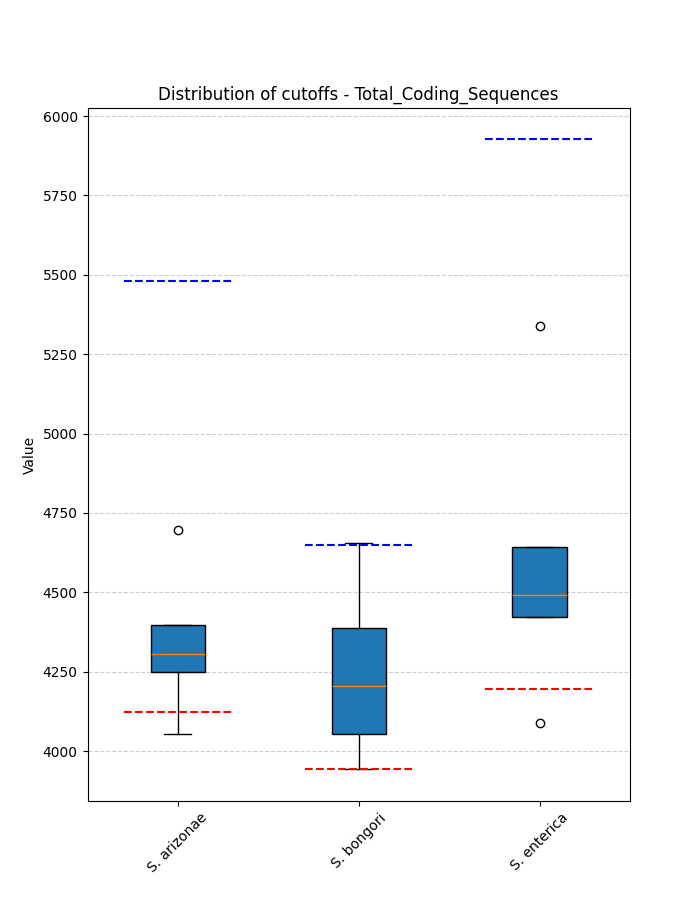 Distribution of cutoffs - Total_Coding_Sequences
6000
5750
5500
5250
5000
4750
4500
4250
4000
Value
S. arizonae
S. bongori
S. enterica